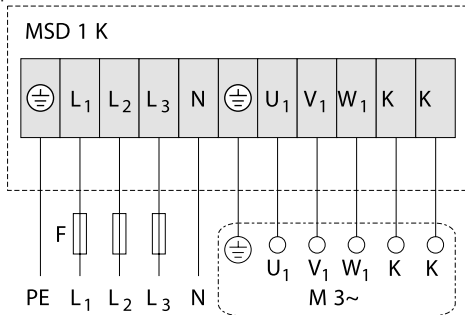 MSD 1 K
L1 L2 L3 N U1 V1 W1 K K
F
U1 V1 W1 K K
PE L1 L2 L3 N M 3~